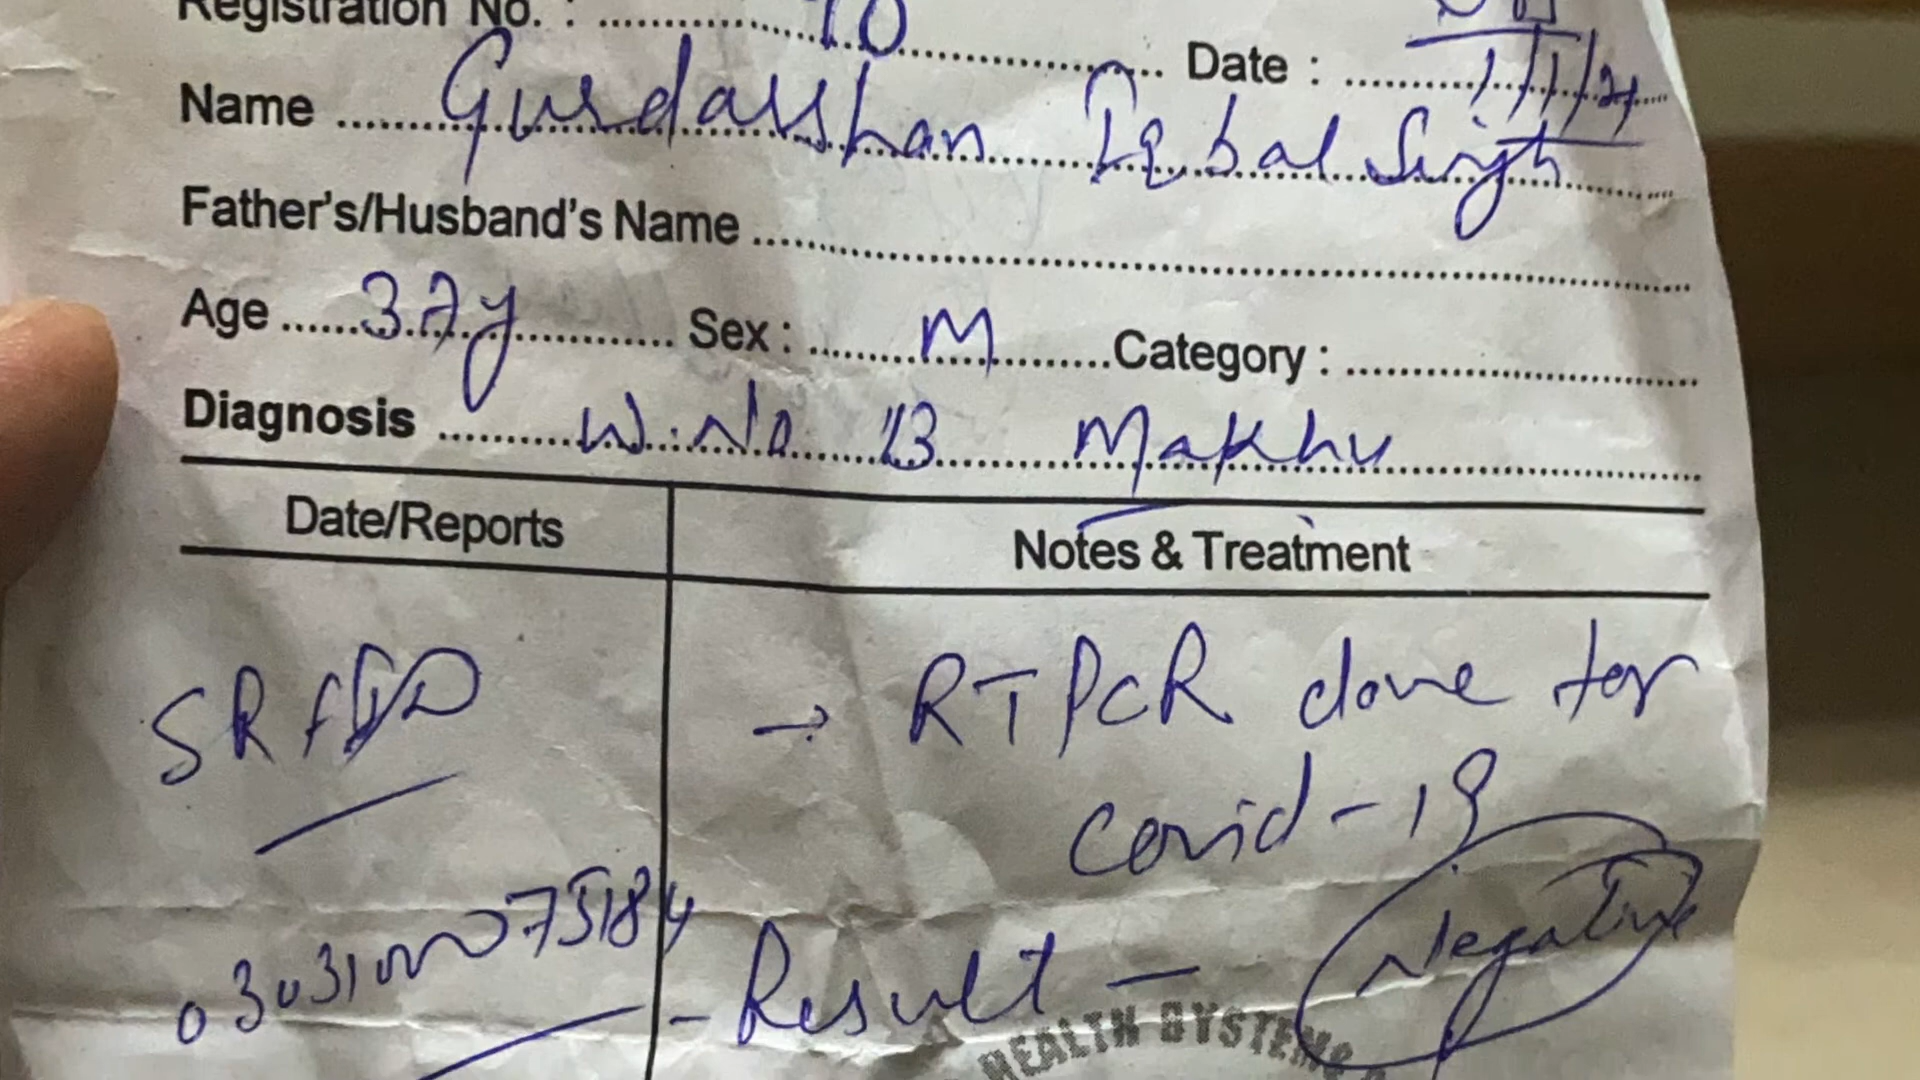 Registration No. : ............ 10
Date : ............ 1/1/21
Name ............ Gurdarshan Iqbal Singh
Father's/Husband's Name ............
Age ............ 37y ............ Sex : ............ M ............ Category : ............
Diagnosis ............ W.No. 13 Makhu
Date/Reports Notes & Treatment
SRF ID → RTPCR done for
Covid-19
- Result - Negative
HEALTH SYSTEMS